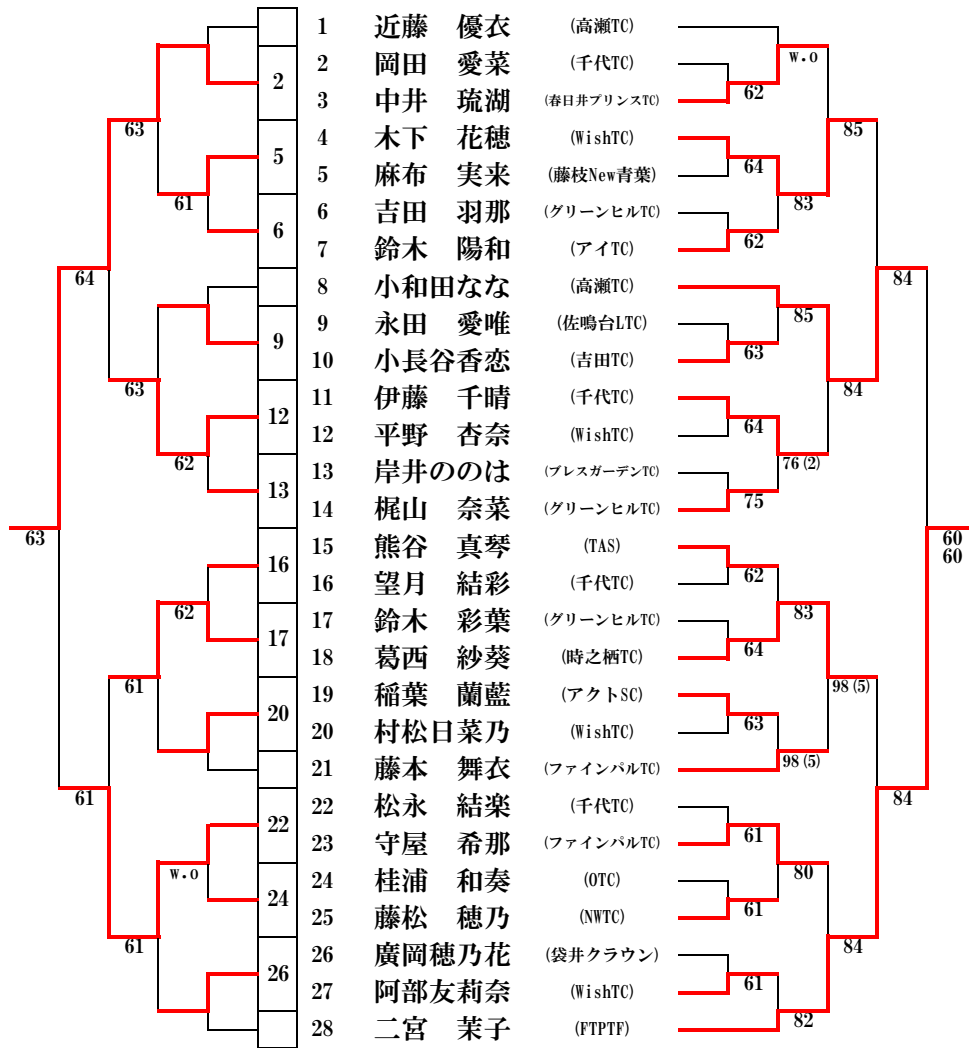 1 近藤 優衣 (高瀬TC)
2 岡田 愛菜 (千代TC)
3 中井 琉湖 (春日井プリンスTC)
4 木下 花穂 (WishTC)
5 麻布 実来 (藤枝New青葉)
6 吉田 羽那 (グリーンヒルTC)
7 鈴木 陽和 (アイTC)
8 小和田なな (高瀬TC)
9 永田 愛唯 (佐鳴台LTC)
10 小長谷香恋 (吉田TC)
11 伊藤 千晴 (千代TC)
12 平野 杏奈 (WishTC)
13 岸井ののは (ブレスガーデンTC)
14 梶山 奈菜 (グリーンヒルTC)
15 熊谷 真琴 (TAS)
16 望月 結彩 (千代TC)
17 鈴木 彩葉 (グリーンヒルTC)
18 葛西 紗葵 (時之栖TC)
19 稲葉 蘭藍 (アクトSC)
20 村松日菜乃 (WishTC)
21 藤本 舞衣 (ファインパルTC)
22 松永 結楽 (千代TC)
23 守屋 希那 (ファインパルTC)
24 桂浦 和奏 (OTC)
25 藤松 穂乃 (NWTC)
26 廣岡穂乃花 (袋井クラウン)
27 阿部友莉奈 (WishTC)
28 二宮 茉子 (FTPTF)
2
5
6
9
12
13
16
17
20
22
24
26
63
61
64
63
62
63
62
61
61
w.o
61
w.o
62
85
64
83
62
84
85
63
84
64
76(2)
75
60
60
62
83
64
98(5)
63
98(5)
84
61
80
61
84
61
82